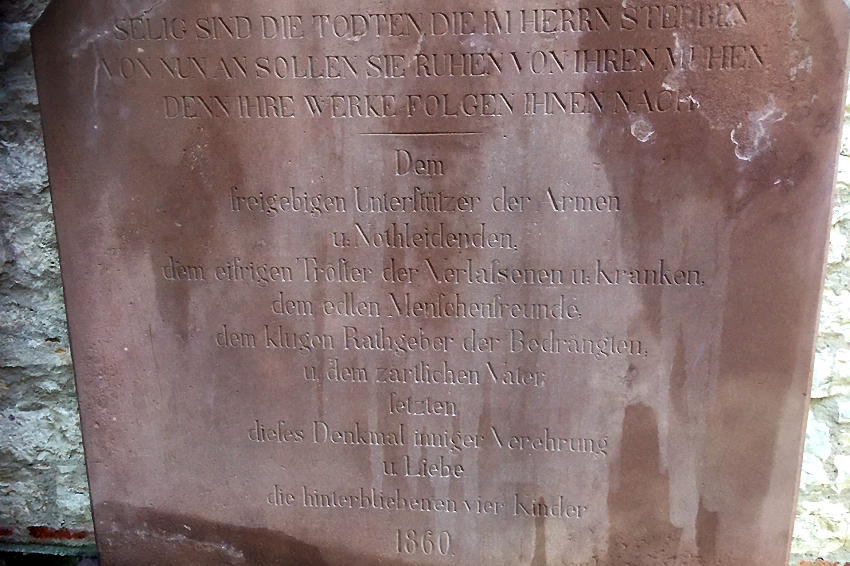 SELIG SIND DIE TODTEN, DIE IM HERRN STERBEN
VON NUN AN SOLLEN SIE RUHEN VON IHREN MÜHEN
DENN IHRE WERKE FOLGEN IHNEN NACH.
Dem
freigebigen Unterſtützer der Armen
u. Nothleidenden,
dem eifrigen Tröſter der Verlaſsenen u. Kranken,
dem edlen Menſchenfreunde,
dem klugen Rathgeber der Bedrängten,
u. dem zärtlichen Vater,
ſetzten
dieſes Denkmal inniger Verehrung
u. Liebe
die hinterbliebenen vier Kinder
1860.